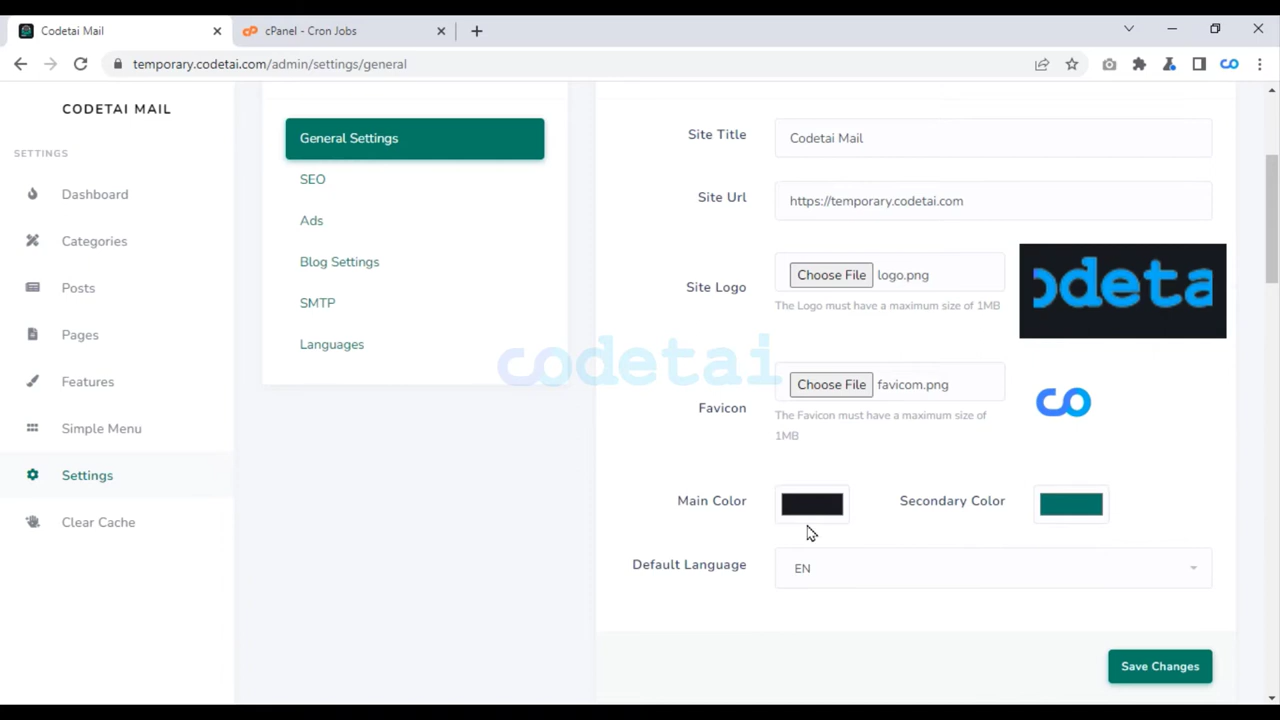 Codetai Mail
cPanel - Cron Jobs
temporary.codetai.com/admin/settings/general
CODETAI MAIL
SETTINGS
Dashboard
Categories
Posts
Pages
Features
Simple Menu
Settings
Clear Cache
General Settings
SEO
Ads
Blog Settings
SMTP
Languages
Site Title
Codetai Mail
Site Url
https://temporary.codetai.com
Site Logo
Choose File logo.png
The Logo must have a maximum size of 1MB
codetai
Favicon
Choose File favicom.png
The Favicon must have a maximum size of
1MB
co
Main Color
Secondary Color
Default Language
EN
Save Changes
codetai